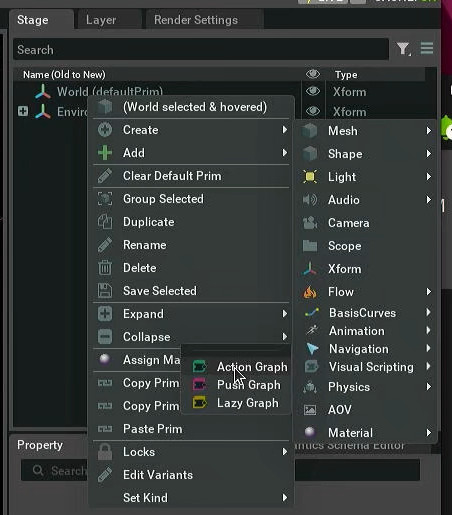 LIVE
Stage
Layer
Render Settings
Search
Name (Old to New)
Type
World (defaultPrim)
Xform
Enviro
Xform
(World selected & hovered)
Create
Add
Clear Default Prim
Group Selected
Duplicate
Rename
Delete
Save Selected
Expand
Collapse
Assign Ma
Copy Prim
Copy Prim
Paste Prim
Locks
Edit Variants
Set Kind
Mesh
Shape
Light
Audio
Camera
Scope
Xform
Flow
BasisCurves
Animation
Navigation
Visual Scripting
Physics
AOV
Material
Action Graph
Push Graph
Lazy Graph
Property
ntics Schema Editor
Search